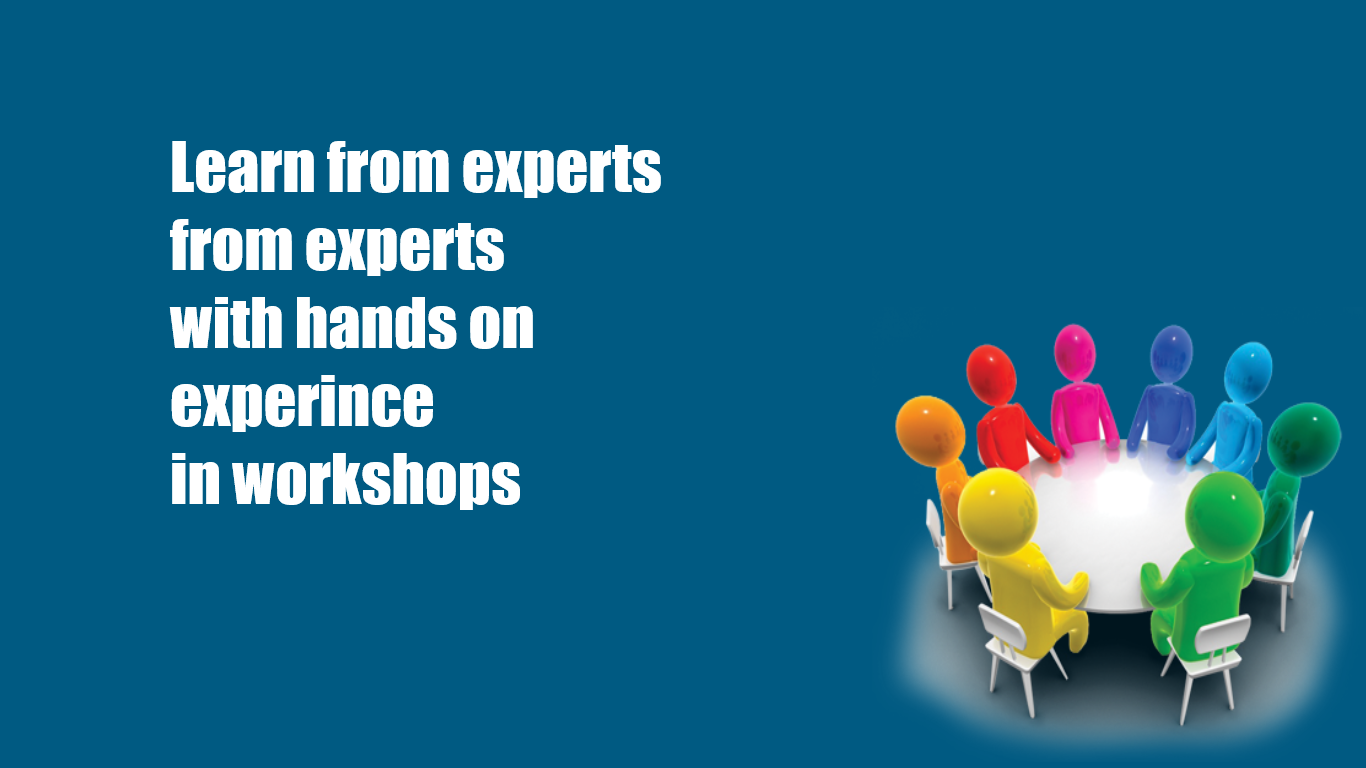 Learn from experts
from experts
with hands on
experince
in workshops